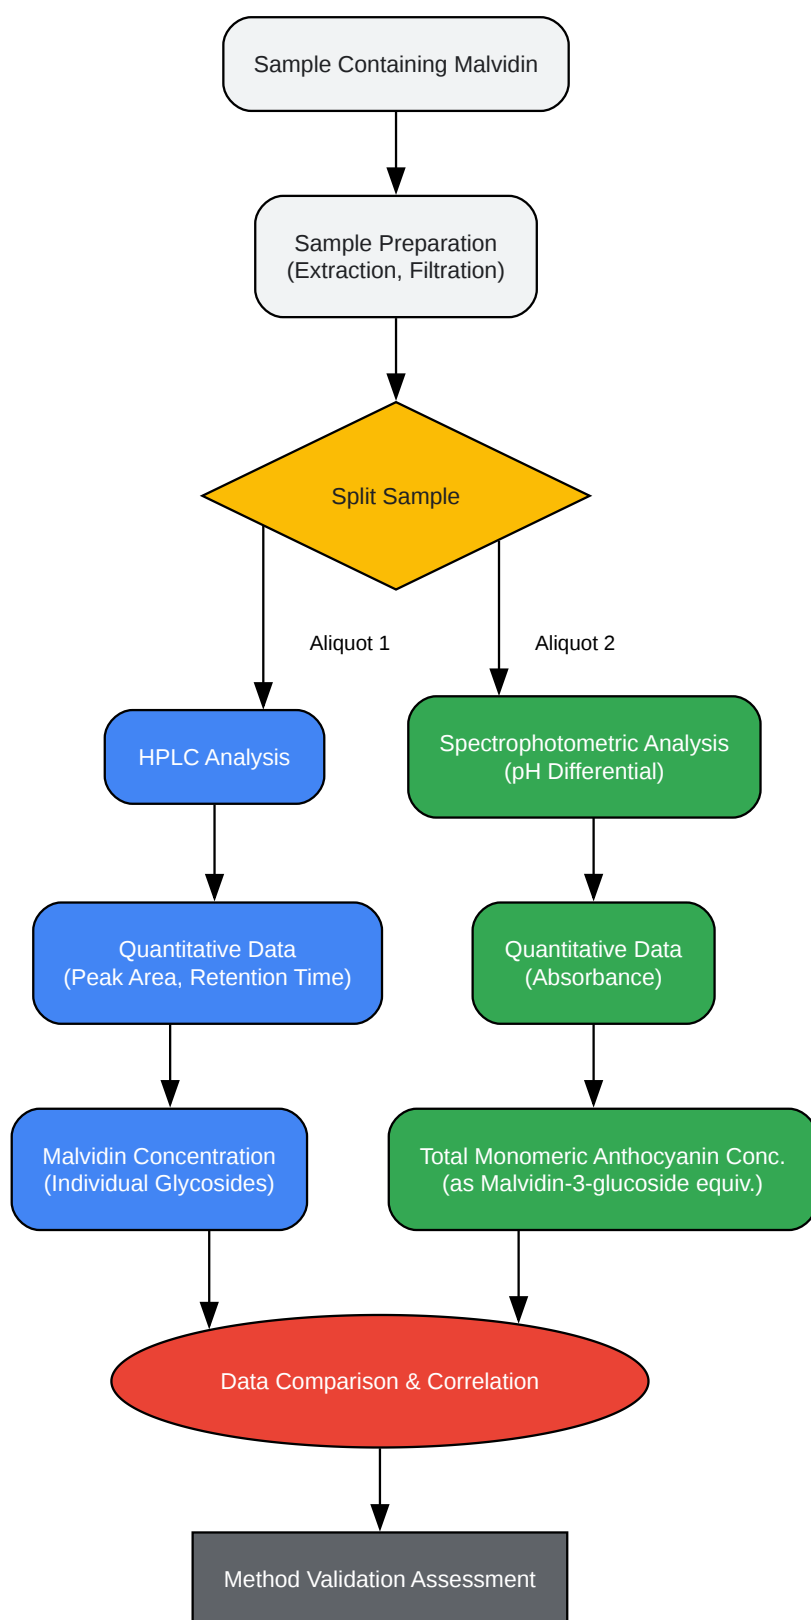 Sample Containing Malvidin
Sample Preparation
(Extraction, Filtration)
Split Sample
Aliquot 1
Aliquot 2
HPLC Analysis
Spectrophotometric Analysis
(pH Differential)
Quantitative Data
(Peak Area, Retention Time)
Quantitative Data
(Absorbance)
Malvidin Concentration
(Individual Glycosides)
Total Monomeric Anthocyanin Conc.
(as Malvidin-3-glucoside equiv.)
Data Comparison & Correlation
Method Validation Assessment